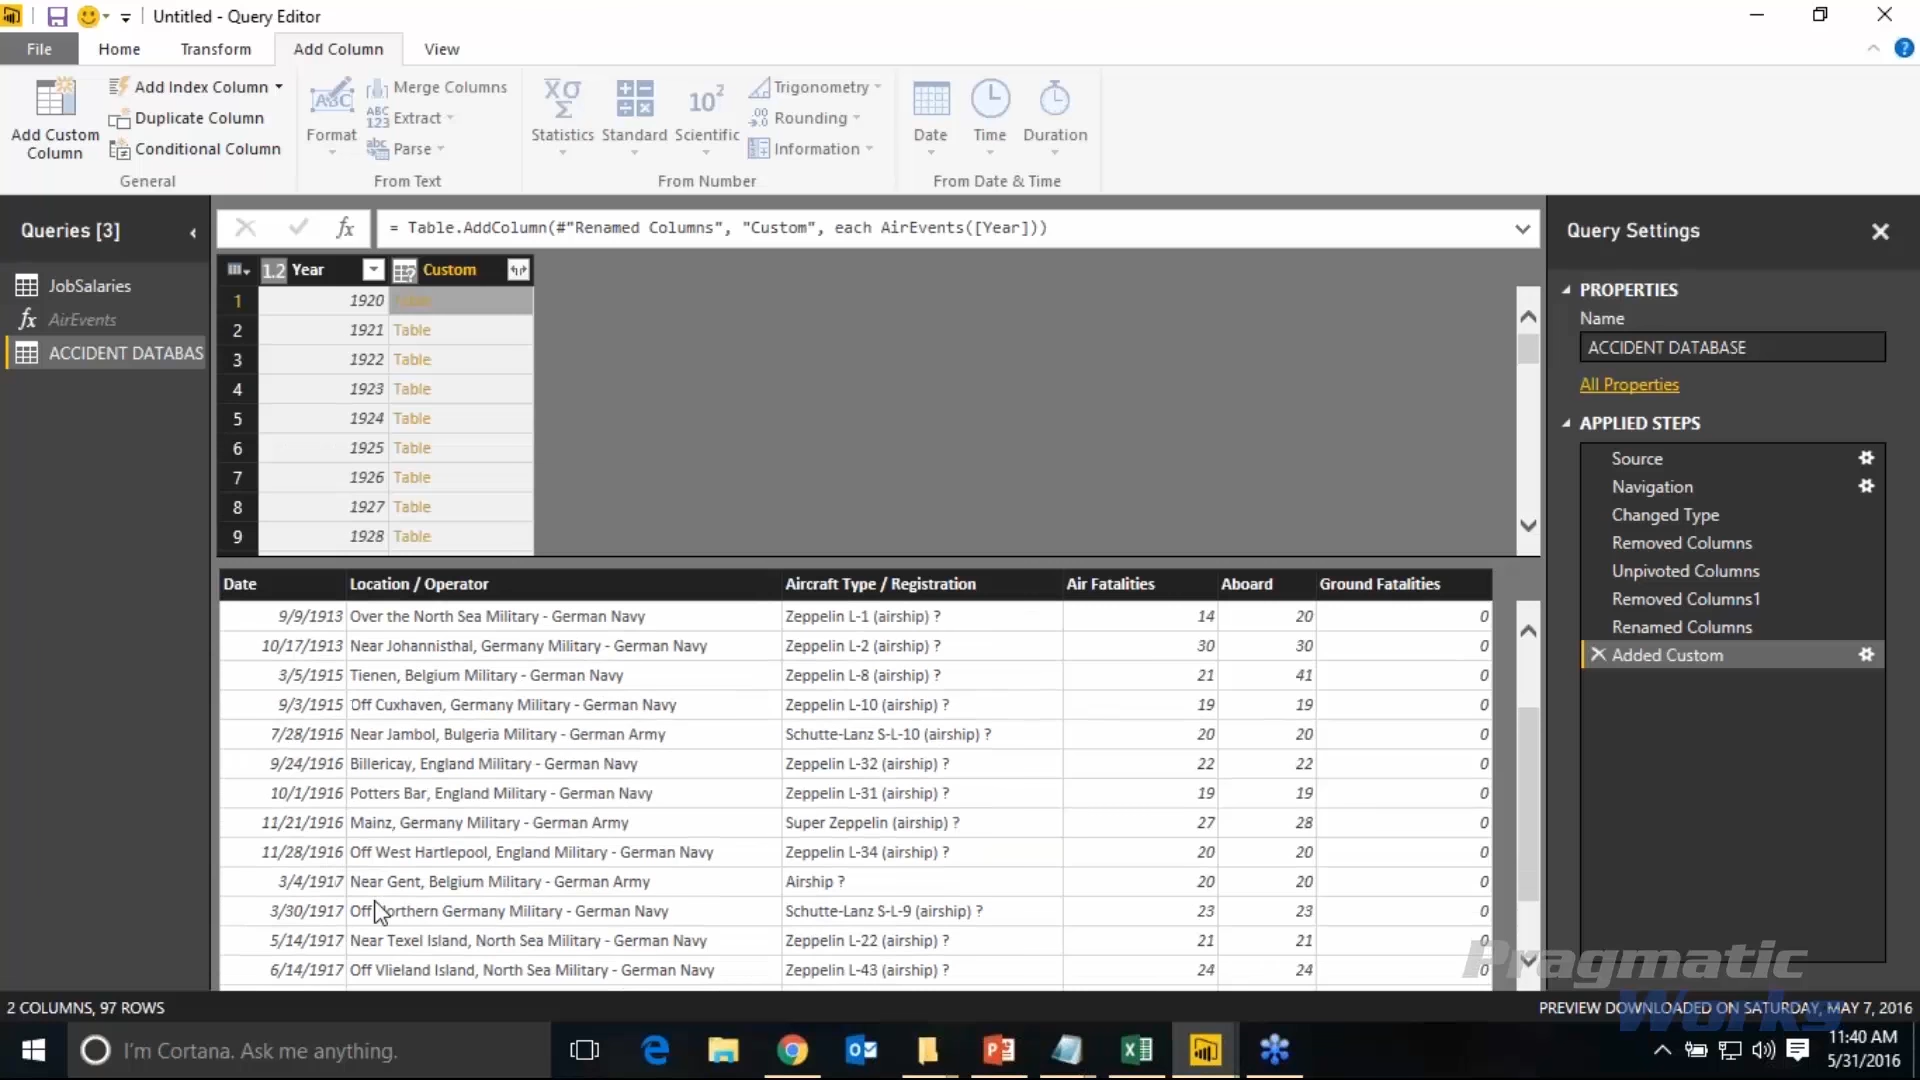 Untitled - Query Editor
File Home Transform Add Column View
Add Custom Column
Add Index Column
Duplicate Column
Conditional Column
General
ABC
Format
Merge Columns
ABC 123 Extract
abc Parse
From Text
XΣσ
Statistics
Standard
10²
Scientific
Trigonometry
.00 Rounding
Information
From Number
Date
Time
Duration
From Date & Time
Queries [3]
JobSalaries
fx AirEvents
ACCIDENT DATABAS
fx = Table.AddColumn(#"Renamed Columns", "Custom", each AirEvents([Year]))
1.2 Year Custom
1 1920 Table
2 1921 Table
3 1922 Table
4 1923 Table
5 1924 Table
6 1925 Table
7 1926 Table
8 1927 Table
9 1928 Table
Date Location / Operator Aircraft Type / Registration Air Fatalities Aboard Ground Fatalities
9/9/1913 Over the North Sea Military - German Navy Zeppelin L-1 (airship) ? 14 20 0
10/17/1913 Near Johannisthal, Germany Military - German Navy Zeppelin L-2 (airship) ? 30 30 0
3/5/1915 Tienen, Belgium Military - German Navy Zeppelin L-8 (airship) ? 21 41 0
9/3/1915 Off Cuxhaven, Germany Military - German Navy Zeppelin L-10 (airship) ? 19 19 0
7/28/1916 Near Jambol, Bulgeria Military - German Army Schutte-Lanz S-L-10 (airship) ? 20 20 0
9/24/1916 Billericay, England Military - German Navy Zeppelin L-32 (airship) ? 22 22 0
10/1/1916 Potters Bar, England Military - German Navy Zeppelin L-31 (airship) ? 19 19 0
11/21/1916 Mainz, Germany Military - German Army Super Zeppelin (airship) ? 27 28 0
11/28/1916 Off West Hartlepool, England Military - German Navy Zeppelin L-34 (airship) ? 20 20 0
3/4/1917 Near Gent, Belgium Military - German Army Airship ? 20 20 0
3/30/1917 Off Northern Germany Military - German Navy Schutte-Lanz S-L-9 (airship) ? 23 23 0
5/14/1917 Near Texel Island, North Sea Military - German Navy Zeppelin L-22 (airship) ? 21 21 0
6/14/1917 Off Vlieland Island, North Sea Military - German Navy Zeppelin L-43 (airship) ? 24 24 0
Query Settings
PROPERTIES
Name
ACCIDENT DATABASE
All Properties
APPLIED STEPS
Source
Navigation
Changed Type
Removed Columns
Unpivoted Columns
Removed Columns1
Renamed Columns
Added Custom
Pragmatic
Works
2 COLUMNS, 97 ROWS
PREVIEW DOWNLOADED ON SATURDAY, MAY 7, 2016
I'm Cortana. Ask me anything.
11:40 AM
5/31/2016